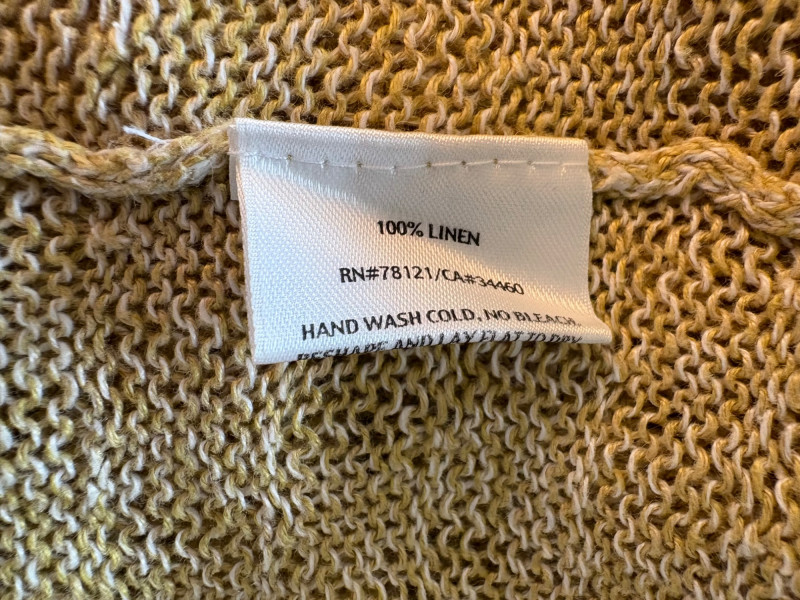 100% LINEN
RN#78121/CA#34460
HAND WASH COLD, NO BLEACH.
RESHAPE AND LAY FLAT TO DRY